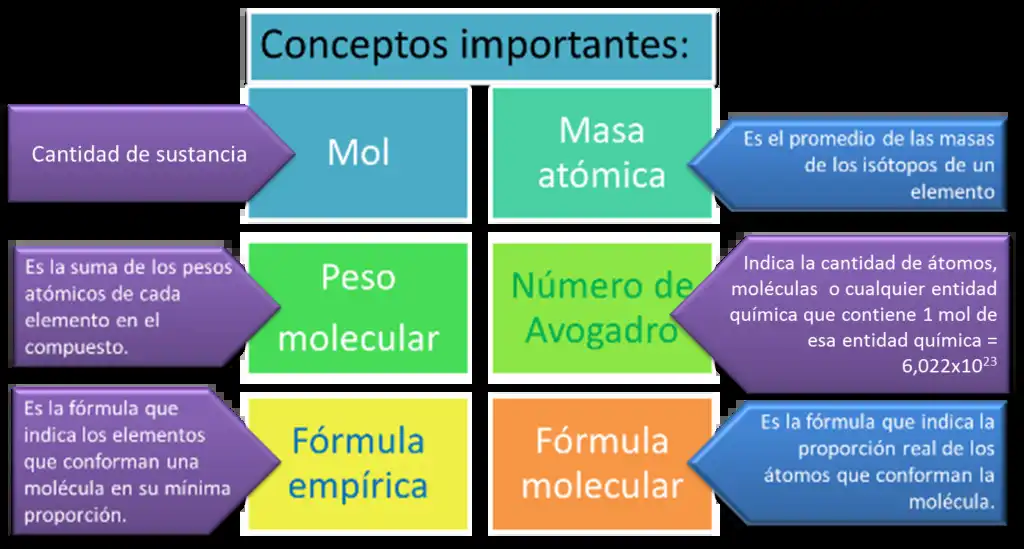 Conceptos importantes:
Cantidad de sustancia
Mol
Masa
atómica
Es el promedio de las masas
de los isótopos de un
elemento
Es la suma de los pesos
atómicos de cada
elemento en el
compuesto.
Peso
molecular
Número de
Avogadro
Indica la cantidad de átomos,
moléculas o cualquier entidad
química que contiene 1 mol de
esa entidad química =
6,022x10²³
Es la fórmula que
indica los elementos
que conforman una
molécula en su mínima
proporción.
Fórmula
empírica
Fórmula
molecular
Es la fórmula que indica la
proporción real de los
átomos que conforman la
molécula.